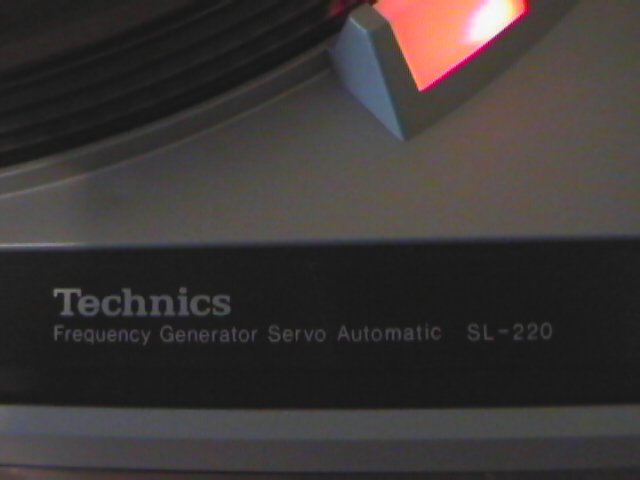 Technics
Frequency Generator Servo Automatic SL-220